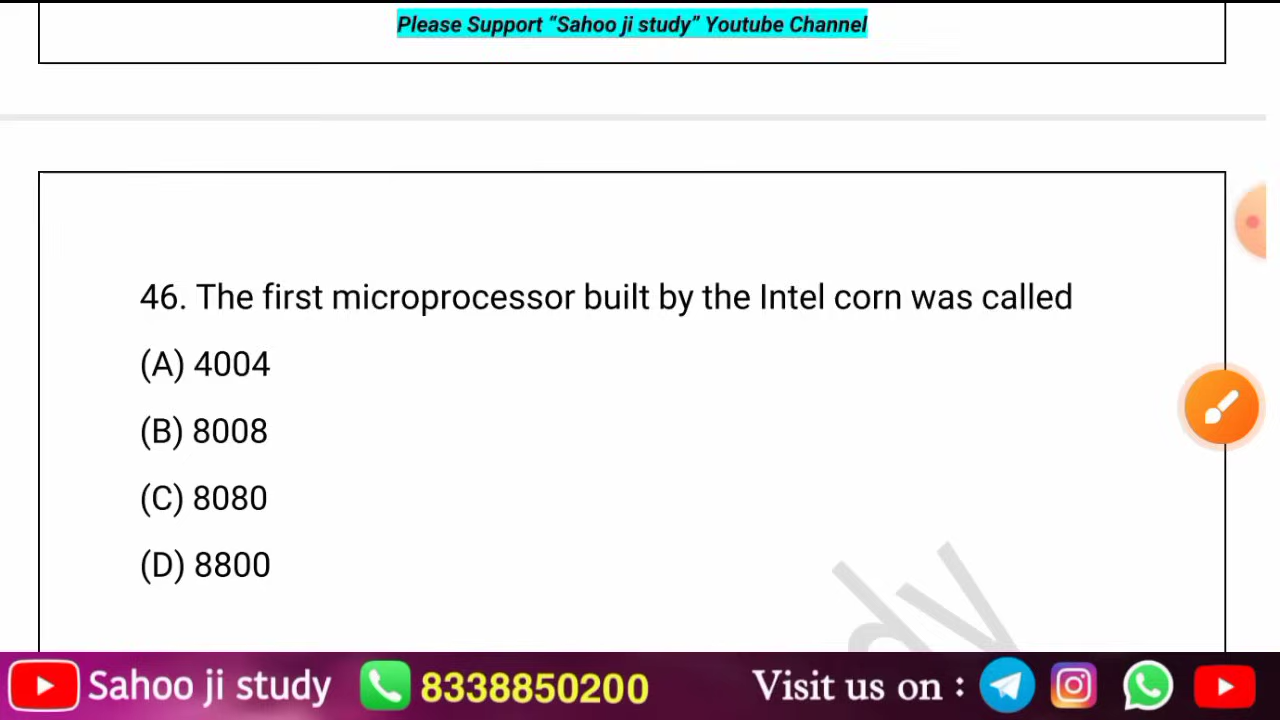 Please Support “Sahoo ji study” Youtube Channel
46. The first microprocessor built by the Intel corn was called
(A) 4004
(B) 8008
(C) 8080
(D) 8800
dy
Sahoo ji study 8338850200 Visit us on :